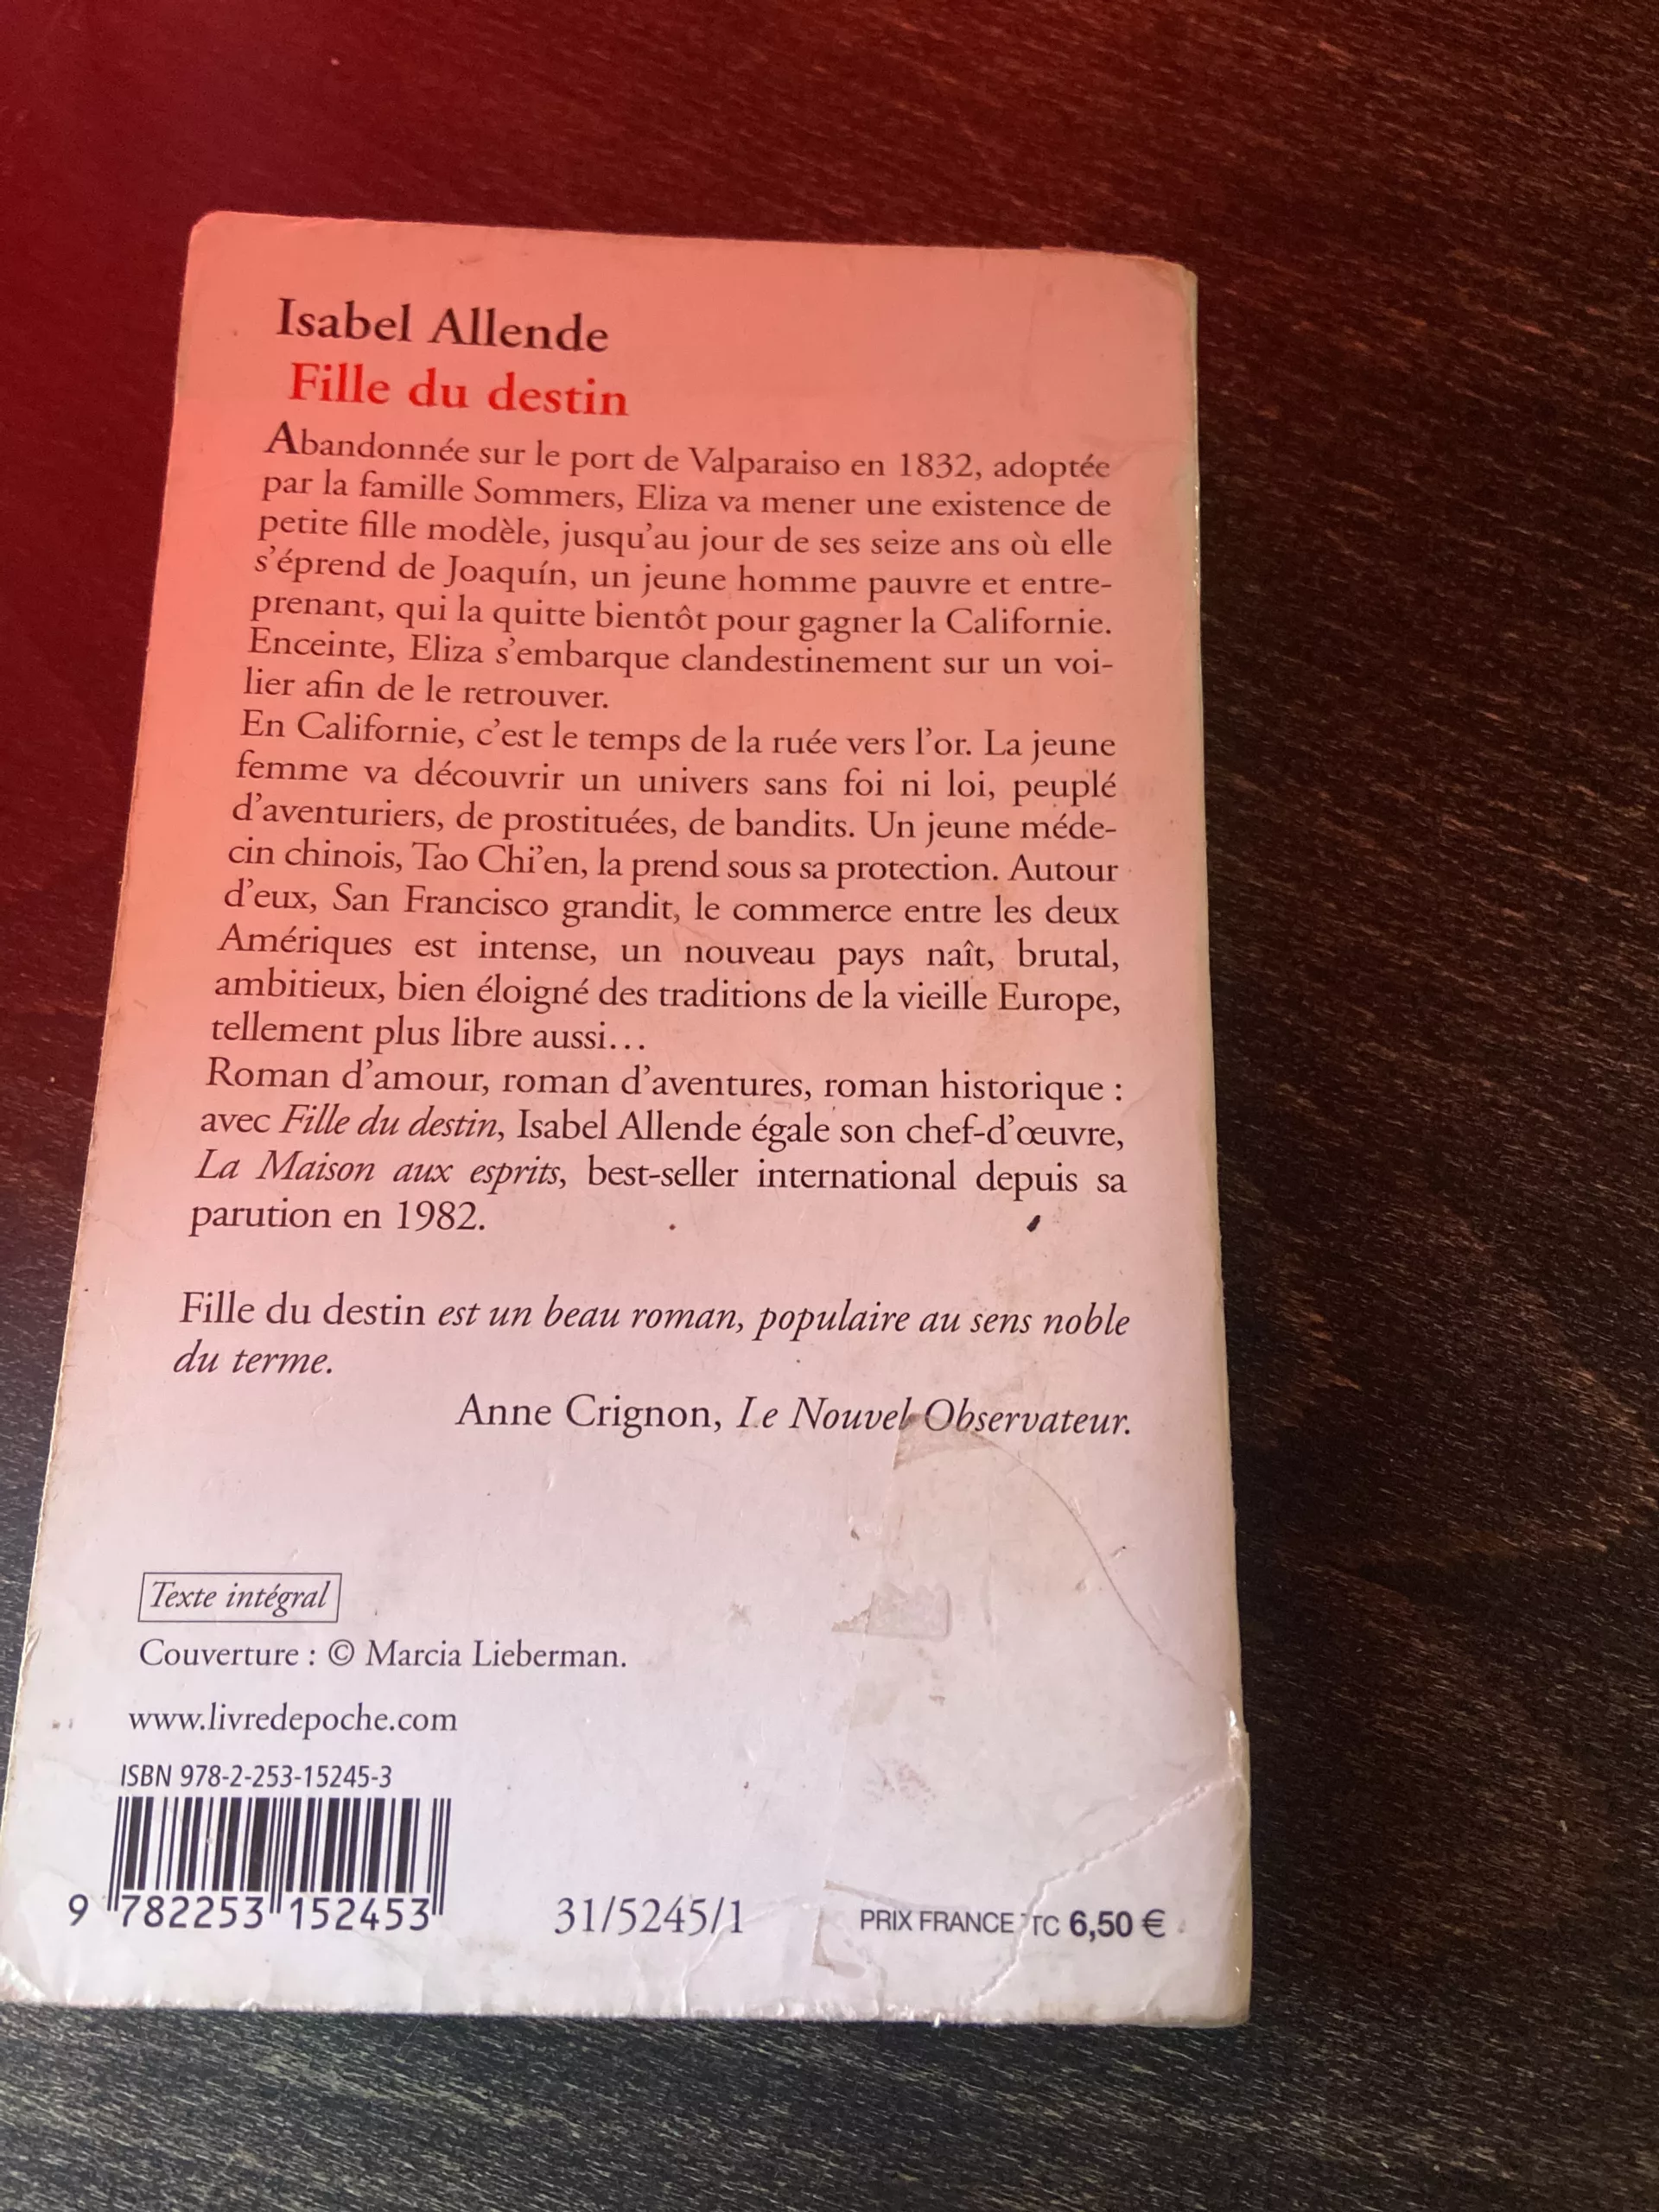 Isabel Allende
Fille du destin
Abandonnée sur le port de Valparaiso en 1832, adoptée
par la famille Sommers, Eliza va mener une existence de
petite fille modèle, jusqu'au jour de ses seize ans où elle
s'éprend de Joaquín, un jeune homme pauvre et entre-
prenant, qui la quitte bientôt pour gagner la Californie.
Enceinte, Eliza s'embarque clandestinement sur un voi-
lier afin de le retrouver.
En Californie, c'est le temps de la ruée vers l'or. La jeune
femme va découvrir un univers sans foi ni loi, peuplé
d'aventuriers, de prostituées, de bandits. Un jeune méde-
cin chinois, Tao Chi'en, la prend sous sa protection. Autour
d'eux, San Francisco grandit, le commerce entre les deux
Amériques est intense, un nouveau pays naît, brutal,
ambitieux, bien éloigné des traditions de la vieille Europe,
tellement plus libre aussi...
Roman d'amour, roman d'aventures, roman historique :
avec Fille du destin, Isabel Allende égale son chef-d'œuvre,
La Maison aux esprits, best-seller international depuis sa
parution en 1982.
Fille du destin est un beau roman, populaire au sens noble
du terme.
Anne Crignon, Le Nouvel Observateur.
Texte intégral
Couverture : © Marcia Lieberman.
www.livredepoche.com
ISBN 978-2-253-15245-3
9 782253 152453
31/5245/1
PRIX FRANCE TTC 6,50 €